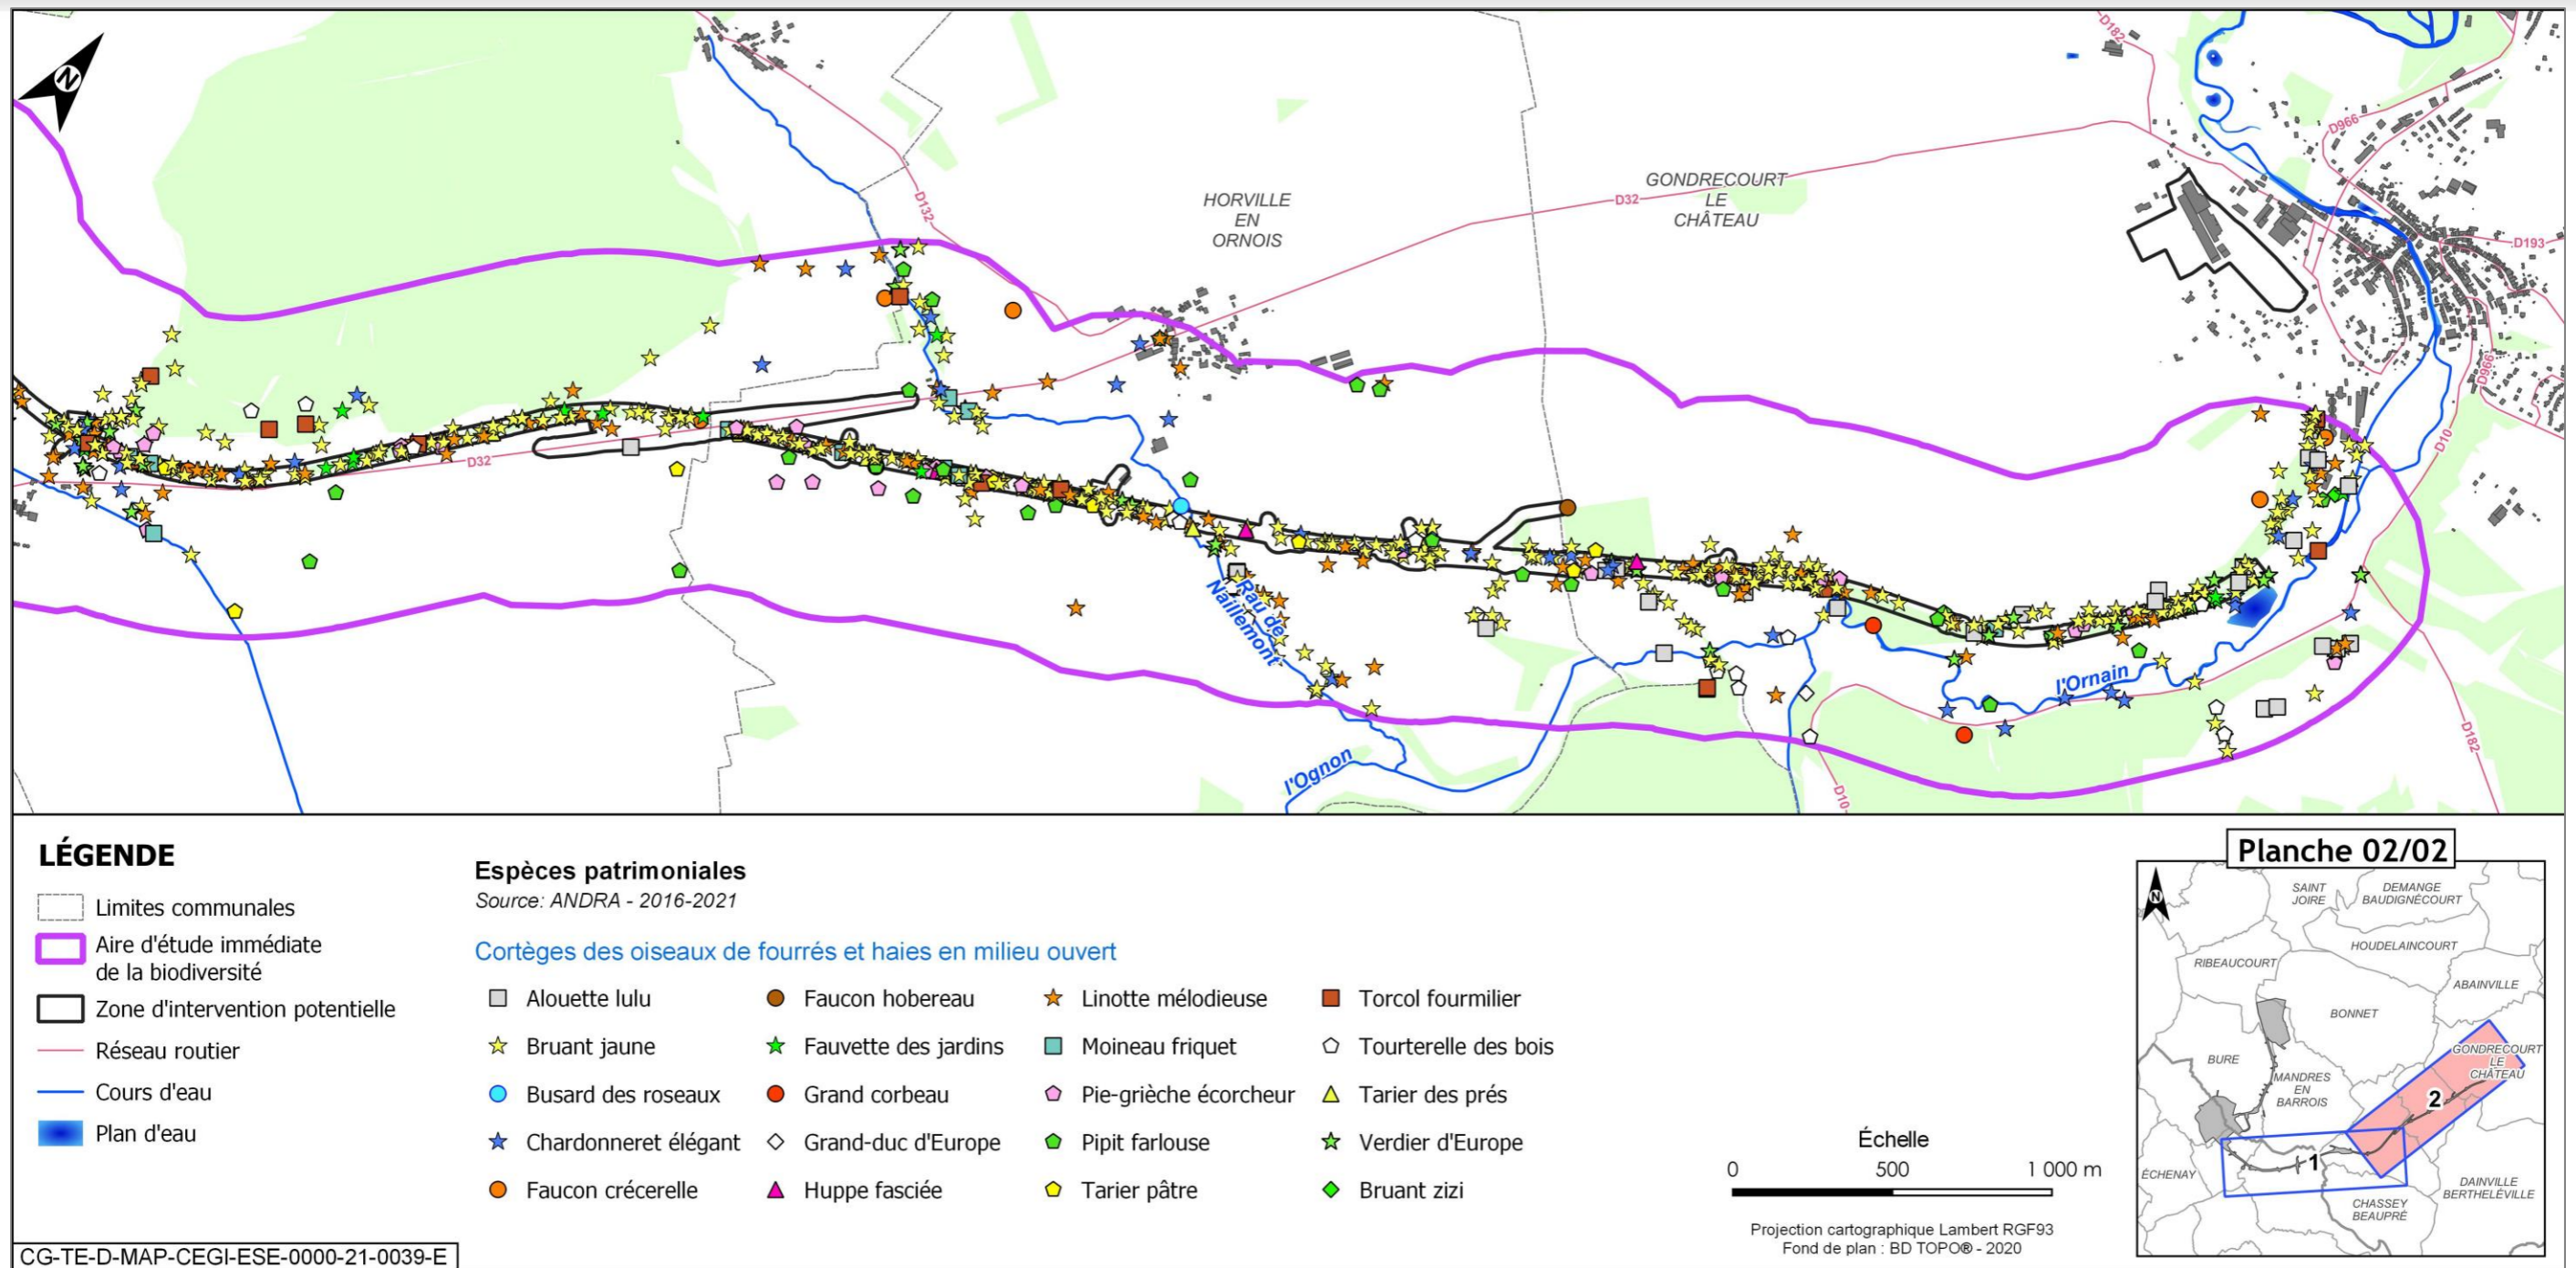 N
D132
HORVILLE
EN
ORNOIS
D32
GONDRECOURT
LE
CHÂTEAU
D182
D966
D193
D966
D10
D32
Rau de
Naillemont
l'Ognon
l'Ornain
D10
D182
LÉGENDE
Limites communales
Aire d'étude immédiate
de la biodiversité
Zone d'intervention potentielle
Réseau routier
Cours d'eau
Plan d'eau
Espèces patrimoniales
Source: ANDRA - 2016-2021
Cortèges des oiseaux de fourrés et haies en milieu ouvert
Alouette lulu
Bruant jaune
Busard des roseaux
Chardonneret élégant
Faucon crécerelle
Faucon hobereau
Fauvette des jardins
Grand corbeau
Grand-duc d'Europe
Huppe fasciée
Linotte mélodieuse
Moineau friquet
Pie-grièche écorcheur
Pipit farlouse
Tarier pâtre
Torcol fourmilier
Tourterelle des bois
Tarier des prés
Verdier d'Europe
Bruant zizi
Échelle
0 500 1 000 m
Projection cartographique Lambert RGF93
Fond de plan : BD TOPO® - 2020
Planche 02/02
N
SAINT
JOIRE
DEMANGE
BAUDIGNÉCOURT
HOUDELAINCOURT
RIBEAUCOURT
ABAINVILLE
BONNET
GONDRECOURT
LE
CHÂTEAU
BURE
MANDRES
EN
BARROIS
2
1
ÉCHENAY
DAINVILLE
BERTHELÉVILLE
CHASSEY
BEAUPRÉ
CG-TE-D-MAP-CEGI-ESE-0000-21-0039-E